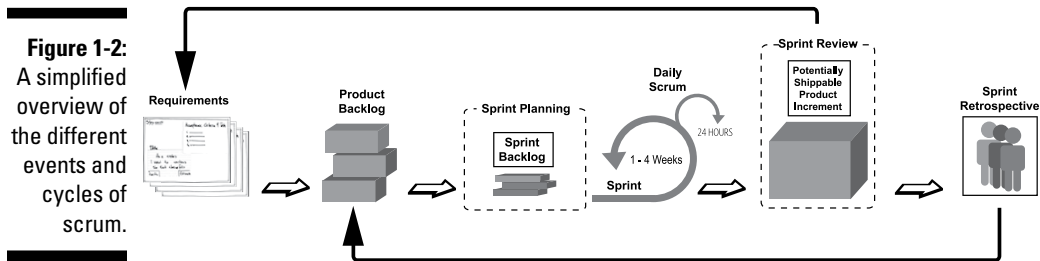 Figure 1-2:
A simplified
overview of
the different
events and
cycles of
scrum.
Requirements
Product
Backlog
Sprint Planning
Sprint
Backlog
Daily
Scrum
24 HOURS
1 - 4 Weeks
Sprint
Sprint Review
Potentially
Shippable
Product
Increment
Sprint
Retrospective
Title